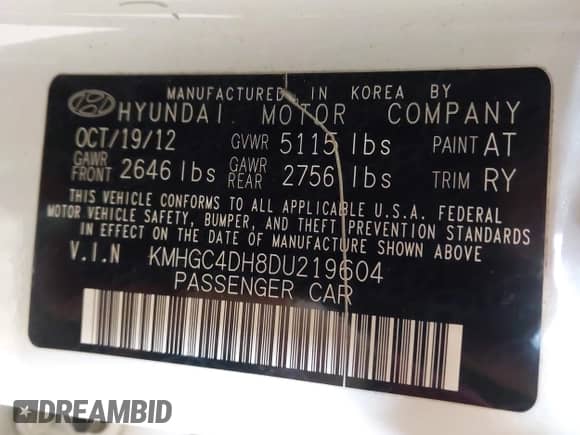 MANUFACTURED IN KOREA BY
HYUNDAI MOTOR COMPANY
OCT/19/12 GVWR 5115 lbs PAINT AT
GAWR FRONT 2646 lbs GAWR REAR 2756 lbs TRIM RY
THIS VEHICLE CONFORMS TO ALL APPLICABLE U.S.A. FEDERAL
MOTOR VEHICLE SAFETY, BUMPER, AND THEFT PREVENTION STANDARDS
IN EFFECT ON THE DATE OF MANUFACTURE SHOWN ABOVE.
V.I.N KMHGC4DH8DU219604
PASSENGER CAR
DREAMBID